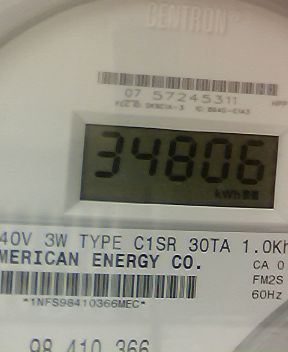 CENTRON®
07 57245311
34806
kWh
40V 3W TYPE C1SR 30TA 1.0Kh
MERICAN ENERGY CO.
CA 0
FM2S
60Hz
*1NFS98410366MEC*
98 410 366